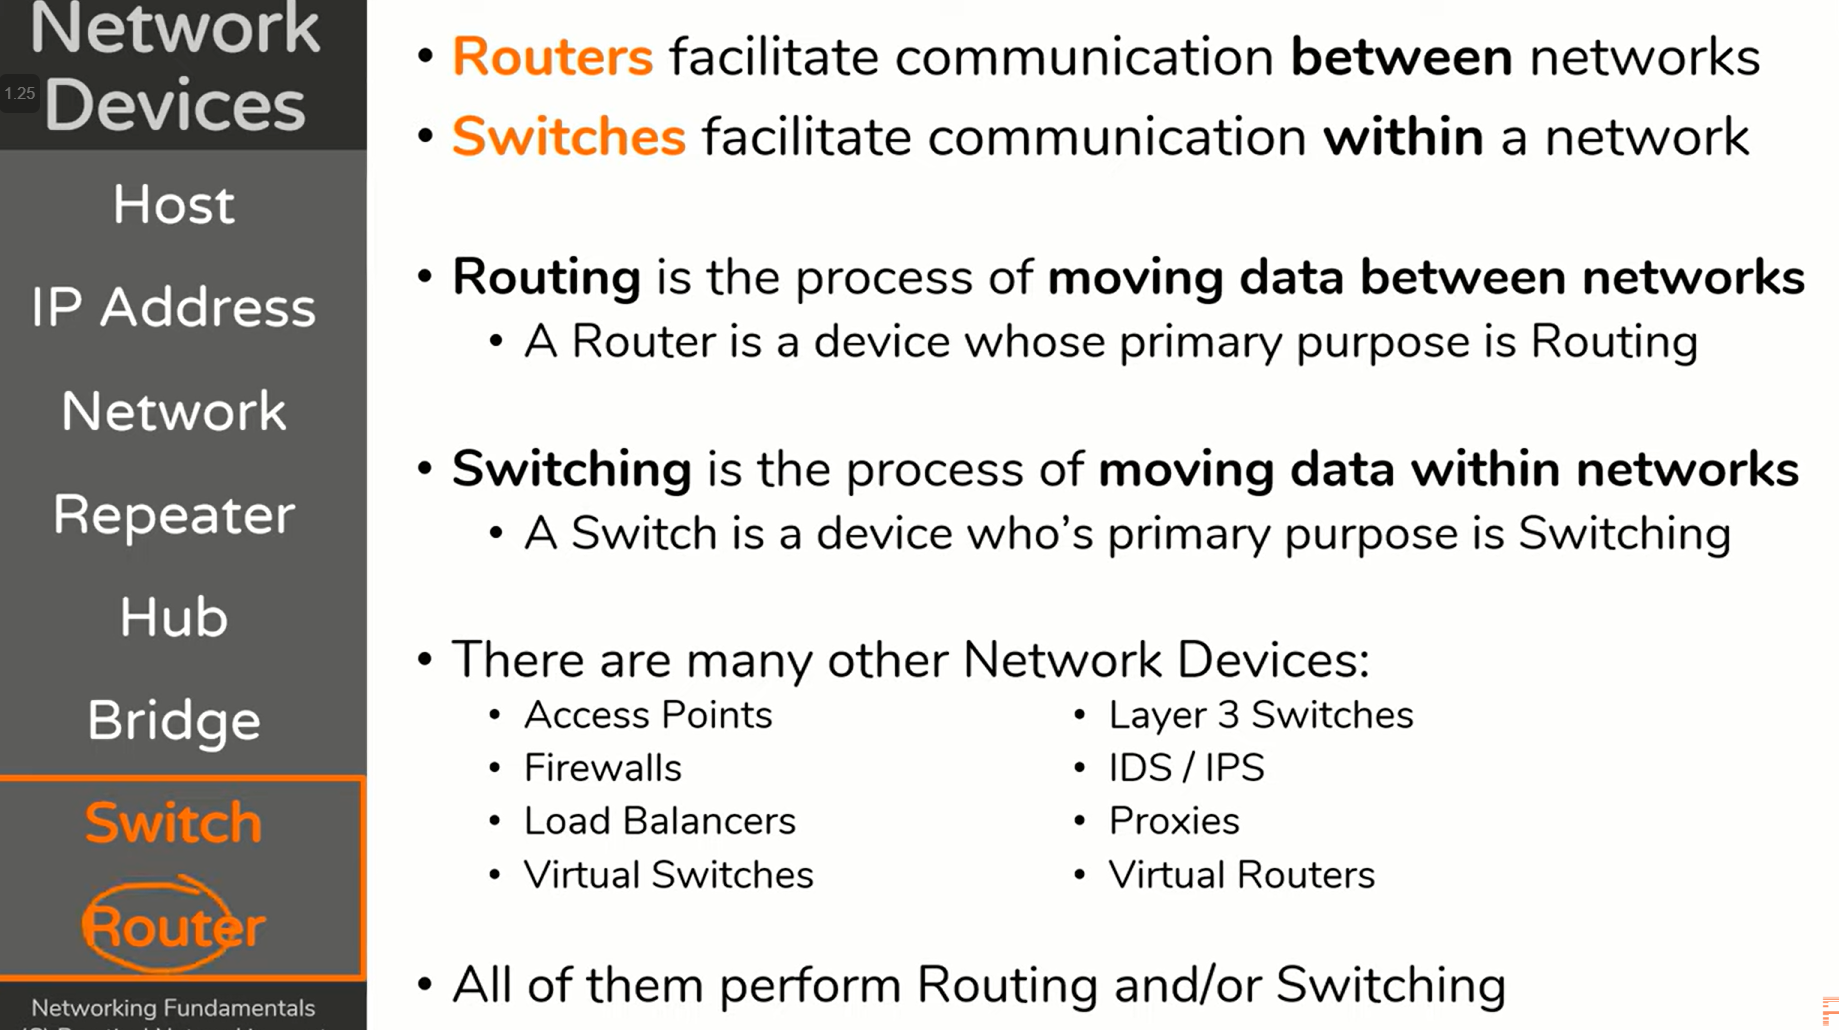 Network
Devices
1.25
Host
IP Address
Network
Repeater
Hub
Bridge
Switch
Router
Networking Fundamentals
• Routers facilitate communication between networks
• Switches facilitate communication within a network
• Routing is the process of moving data between networks
• A Router is a device whose primary purpose is Routing
• Switching is the process of moving data within networks
• A Switch is a device who's primary purpose is Switching
• There are many other Network Devices:
• Access Points
• Firewalls
• Load Balancers
• Virtual Switches
• Layer 3 Switches
• IDS / IPS
• Proxies
• Virtual Routers
• All of them perform Routing and/or Switching